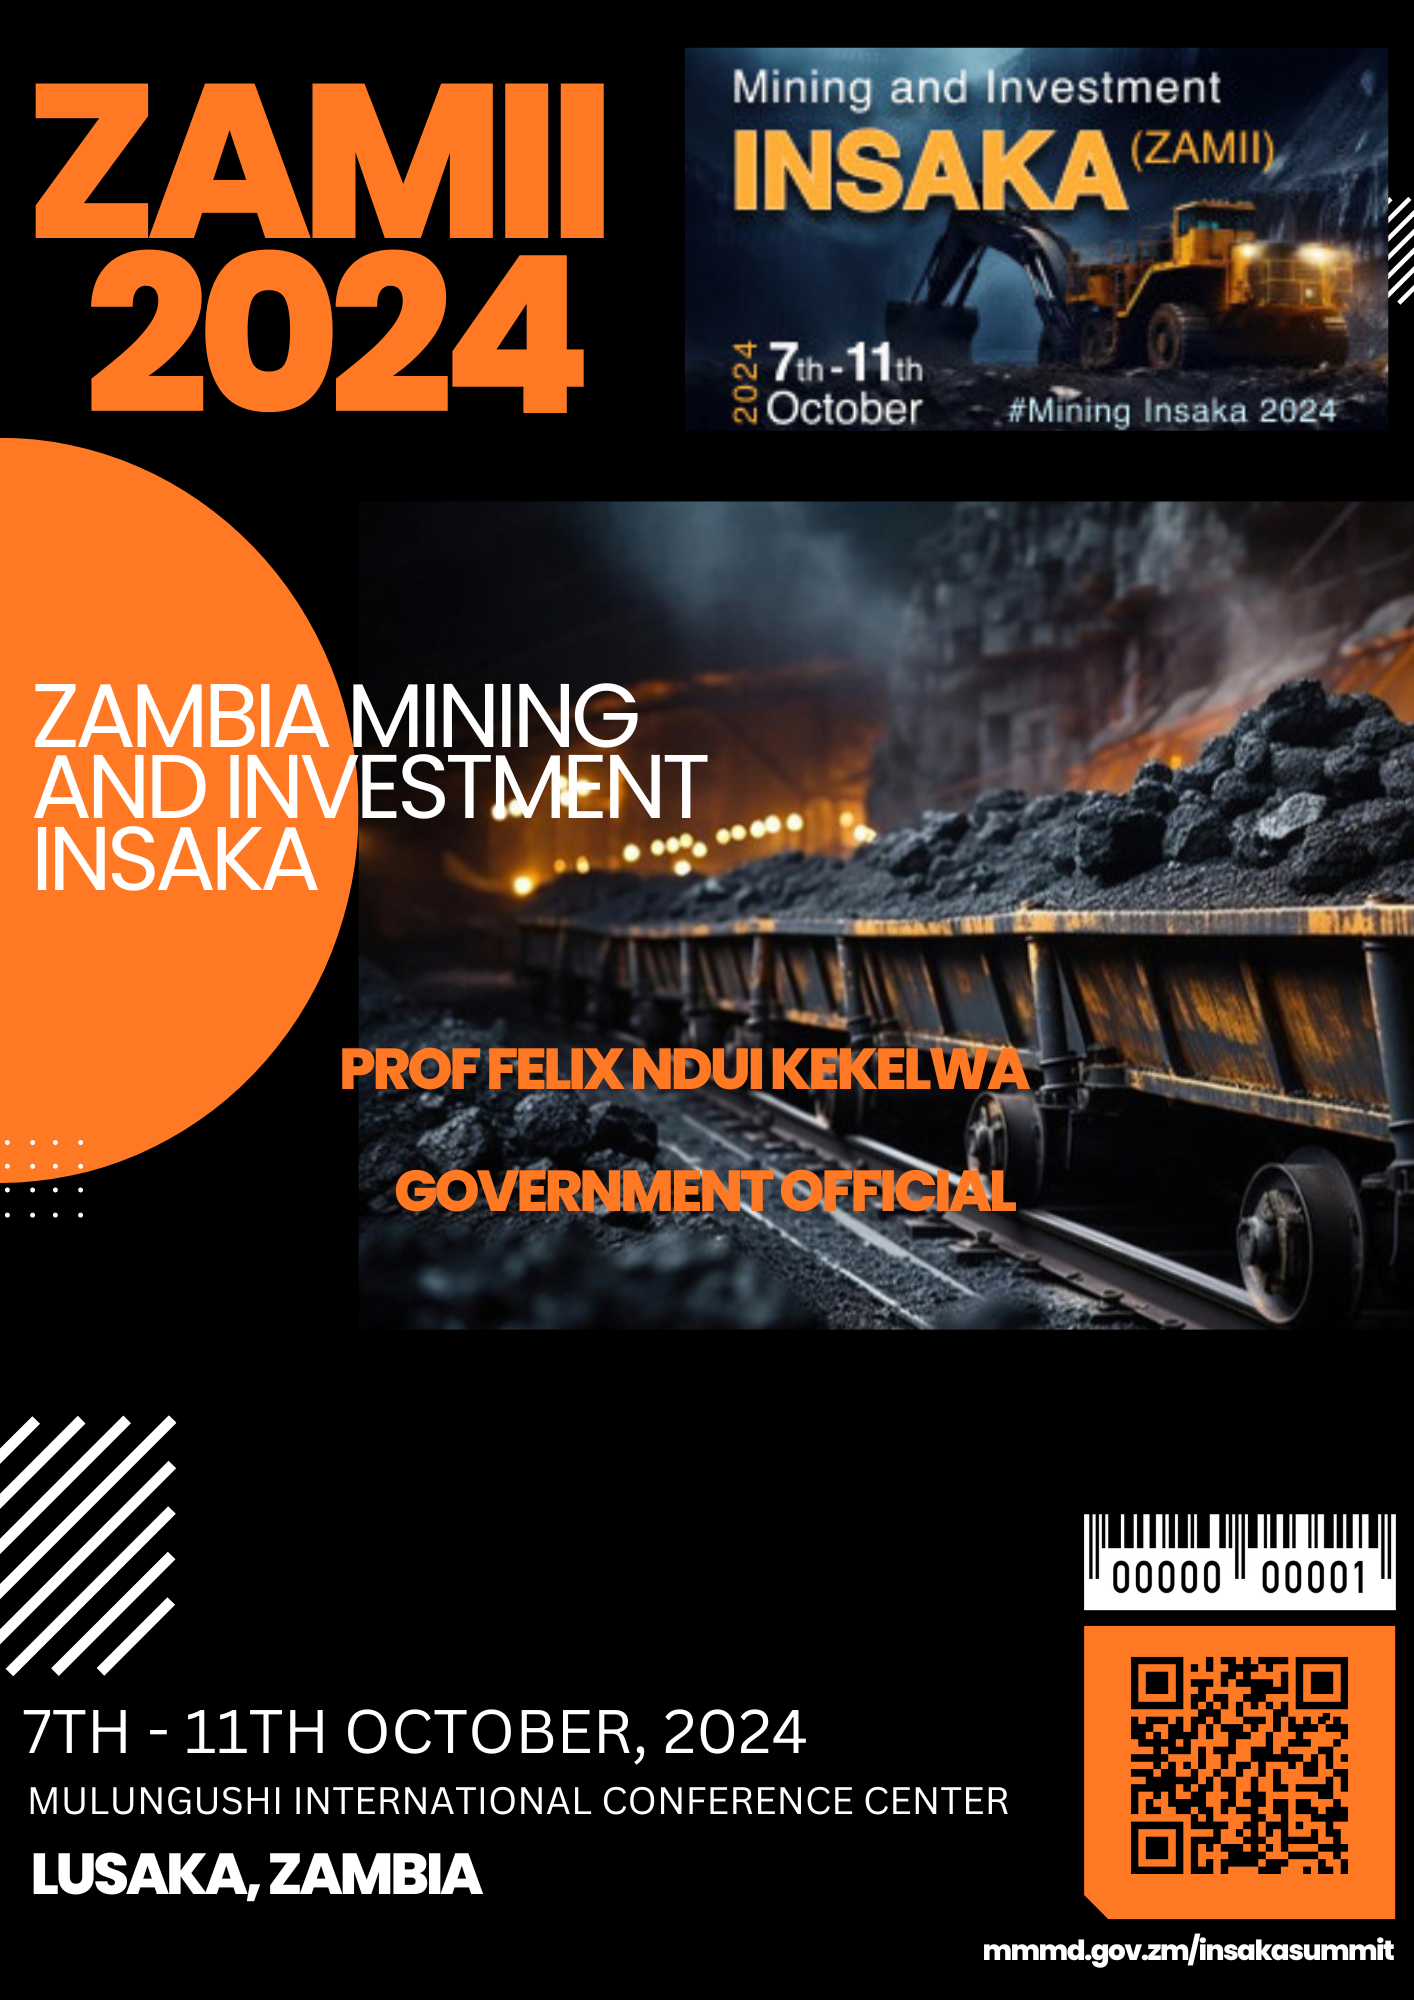 ZAMII
2024
Mining and Investment
INSAKA (ZAMII)
2024
7th - 11th
October
#Mining Insaka 2024
ZAMBIA MINING
AND INVESTMENT
INSAKA
PROF FELIX NDUI KEKELWA
GOVERNMENT OFFICIAL
00000 00001
7TH - 11TH OCTOBER, 2024
MULUNGUSHI INTERNATIONAL CONFERENCE CENTER
LUSAKA, ZAMBIA
mmmd.gov.zm/insakasummit